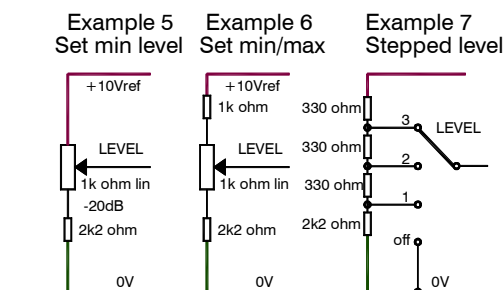 Example 5
Set min level
+10Vref
LEVEL
1k ohm lin
-20dB
2k2 ohm
0V
Example 6
Set min/max
+10Vref
1k ohm
LEVEL
1k ohm lin
2k2 ohm
0V
Example 7
Stepped level
330 ohm
3
LEVEL
330 ohm
2
330 ohm
1
2k2 ohm
off
0V